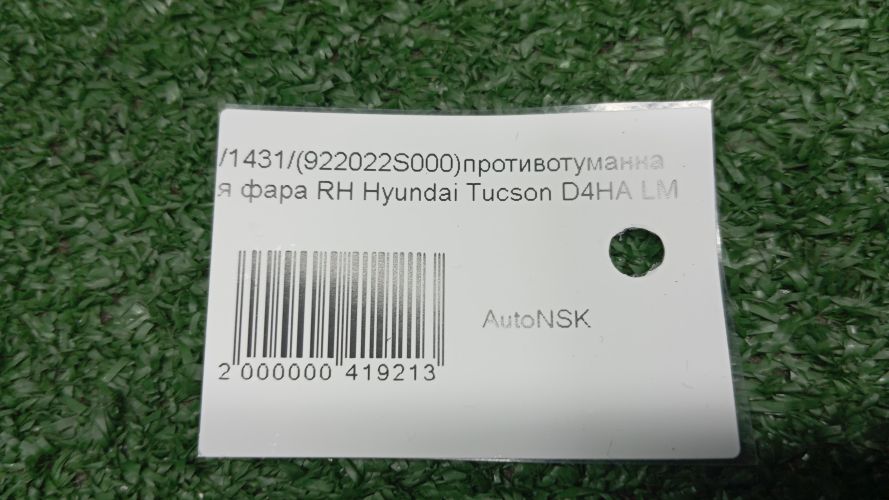 /1431/(922022S000)противотуманна
я фара RH Hyundai Tucson D4HA LM
AutoNSK
2 000000 419213